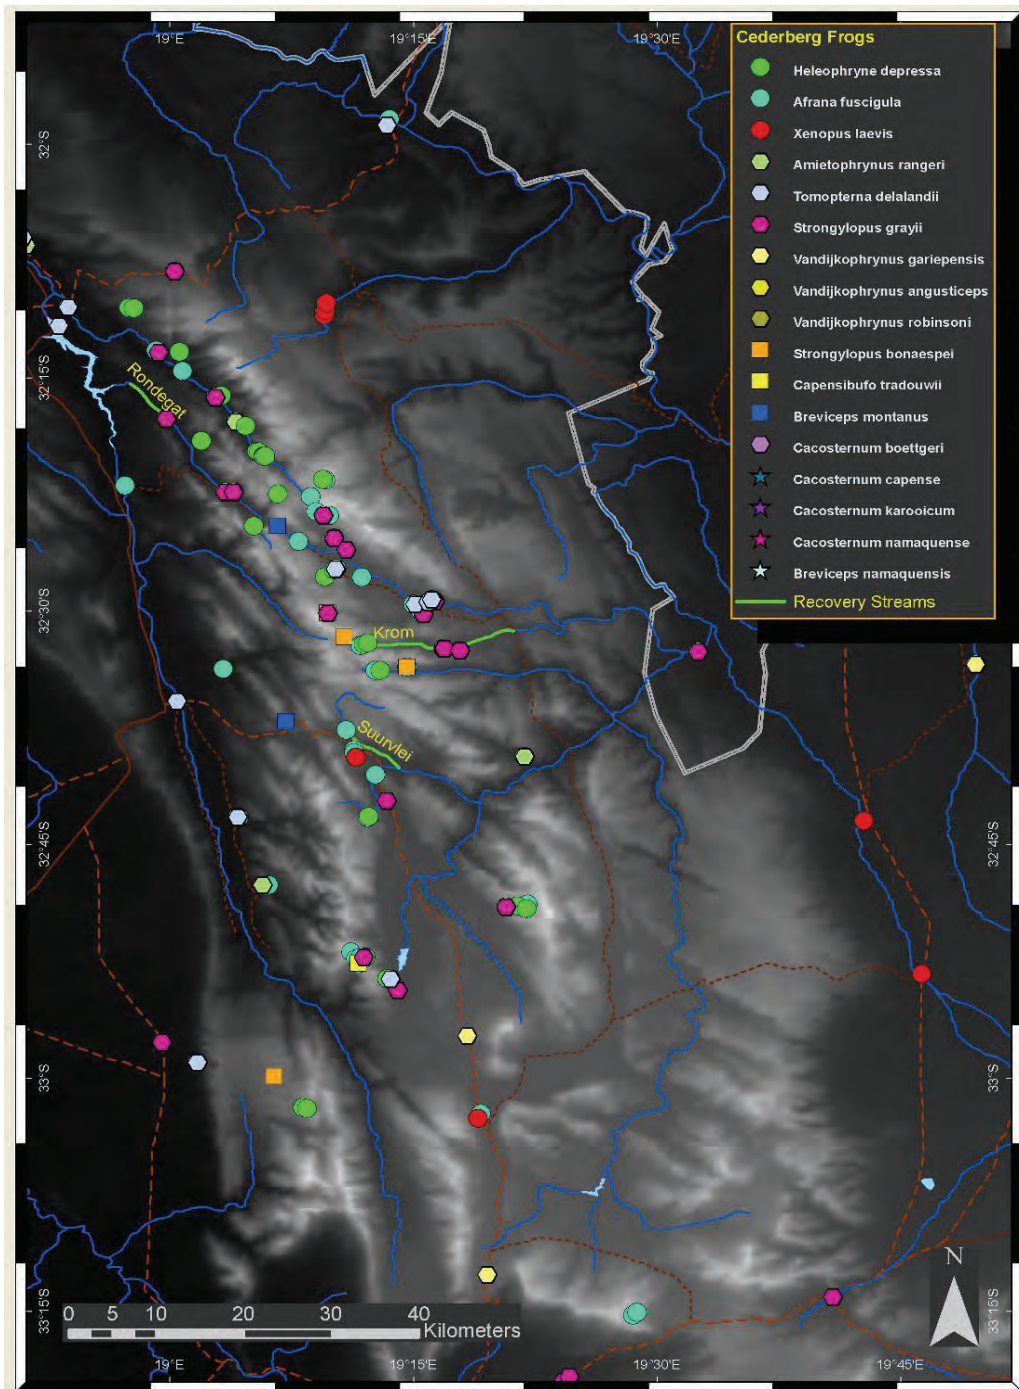 19°E
19°15'E
19°30'E
Cederberg Frogs
Heleophryne depressa
Afrana fuscigula
Xenopus laevis
Amietophrynus rangeri
Tomopterna delalandii
Strongylopus grayii
Vandijkophrynus gariepensis
Vandijkophrynus angusticeps
Vandijkophrynus robinsoni
Strongylopus bonaespei
Capensibufo tradouwii
Breviceps montanus
Cacosternum boettgeri
Cacosternum capense
Cacosternum karooicum
Cacosternum namaquense
Breviceps namaquensis
Recovery Streams
32°S
32°15'S
Rondegat
32°30'S
Krom
Suurvlei
32°45'S
32°45'S
33°S
33°S
N
33°15'S
33°15'S
0 5 10 20 30 40
Kilometers
19°E
19°15'E
19°30'E
19°45'E